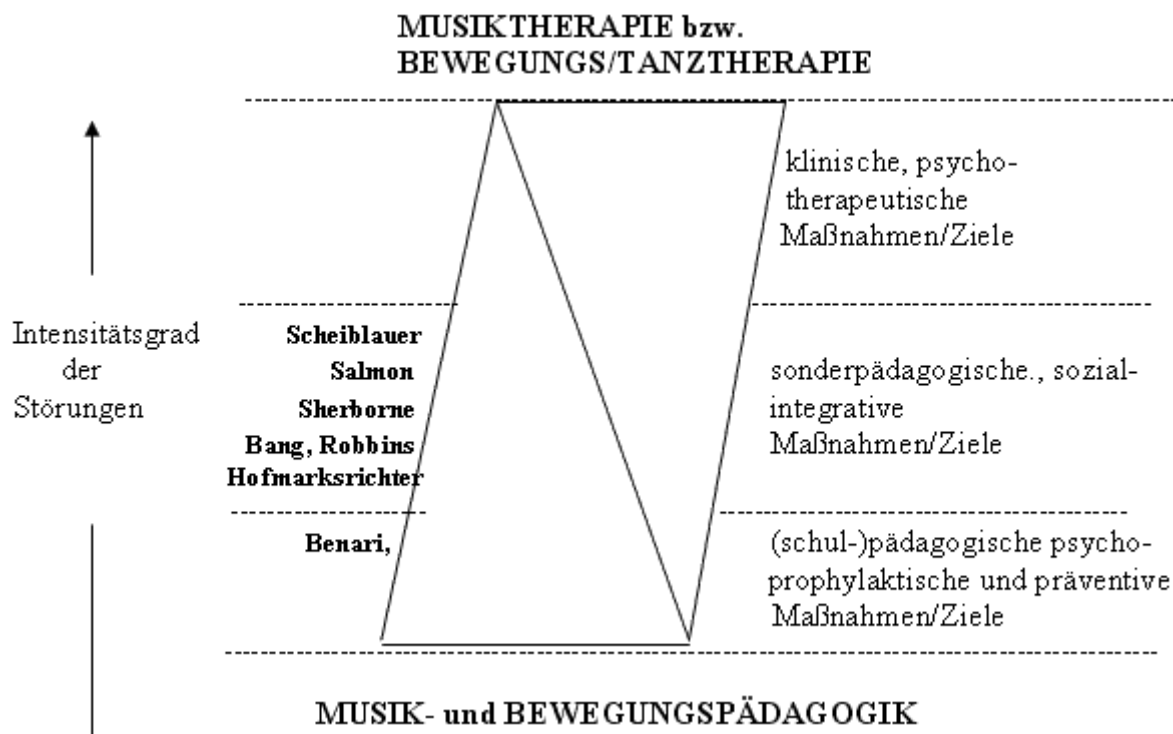 MUSIKTHERAPIE bzw.
BEWEGUNGS/TANZTHERAPIE
klinische, psycho-
therapeutische
Maßnahmen/Ziele
Intensitätsgrad
der
Störungen
Scheiblauer
Salmon
Sherborne
Bang, Robbins
Hofmarksrichter
sonderpädagogische., sozial-
integrative
Maßnahmen/Ziele
Benari,
(schul-)pädagogische psycho-
prophylaktische und präventive
Maßnahmen/Ziele
MUSIK- und BEWEGUNGSPÄDAGOGIK